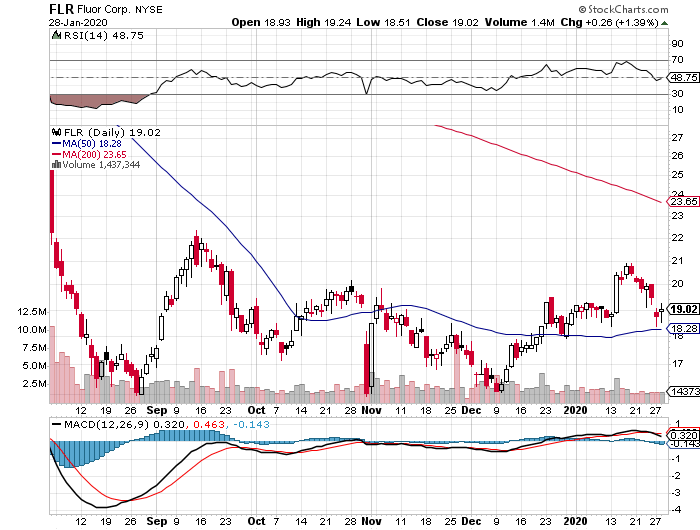 FLR Fluor Corp. NYSE © StockCharts.com
28-Jan-2020 Open 18.93 High 19.24 Low 18.51 Close 19.02 Volume 1.4M Chg +0.26 (+1.39%)
RSI(14) 48.75
90
70
48.75
30
10
FLR (Daily) 19.02
MA(50) 18.28
MA(200) 23.65
Volume 1,437,344
27
26
25
24
23.65
22
21
20
19.02
18.28
18
17
14373
12.5M
10.0M
7.5M
5.0M
2.5M
12 19 26 Sep 9 16 23 Oct 7 14 21 28 Nov 11 18 25 Dec 9 16 23 2020 13 21 27
MACD(12,26,9) 0.320, 0.463, -0.143
1
0.320
-0.143
-1
-2
-3
-4
12 19 26 Sep 9 16 23 Oct 7 14 21 28 Nov 11 18 25 Dec 9 16 23 2020 13 21 27